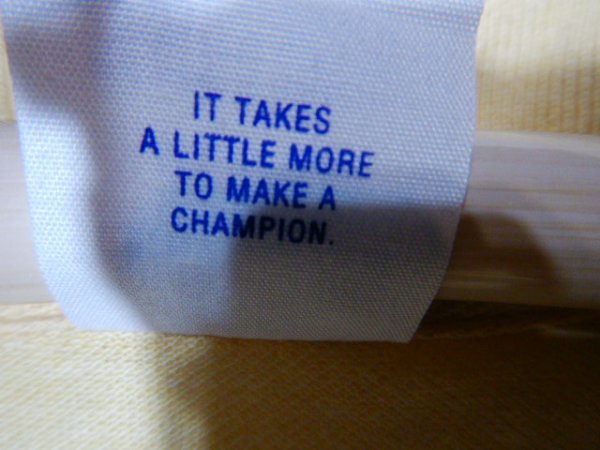 IT TAKES
A LITTLE MORE
TO MAKE A
CHAMPION.